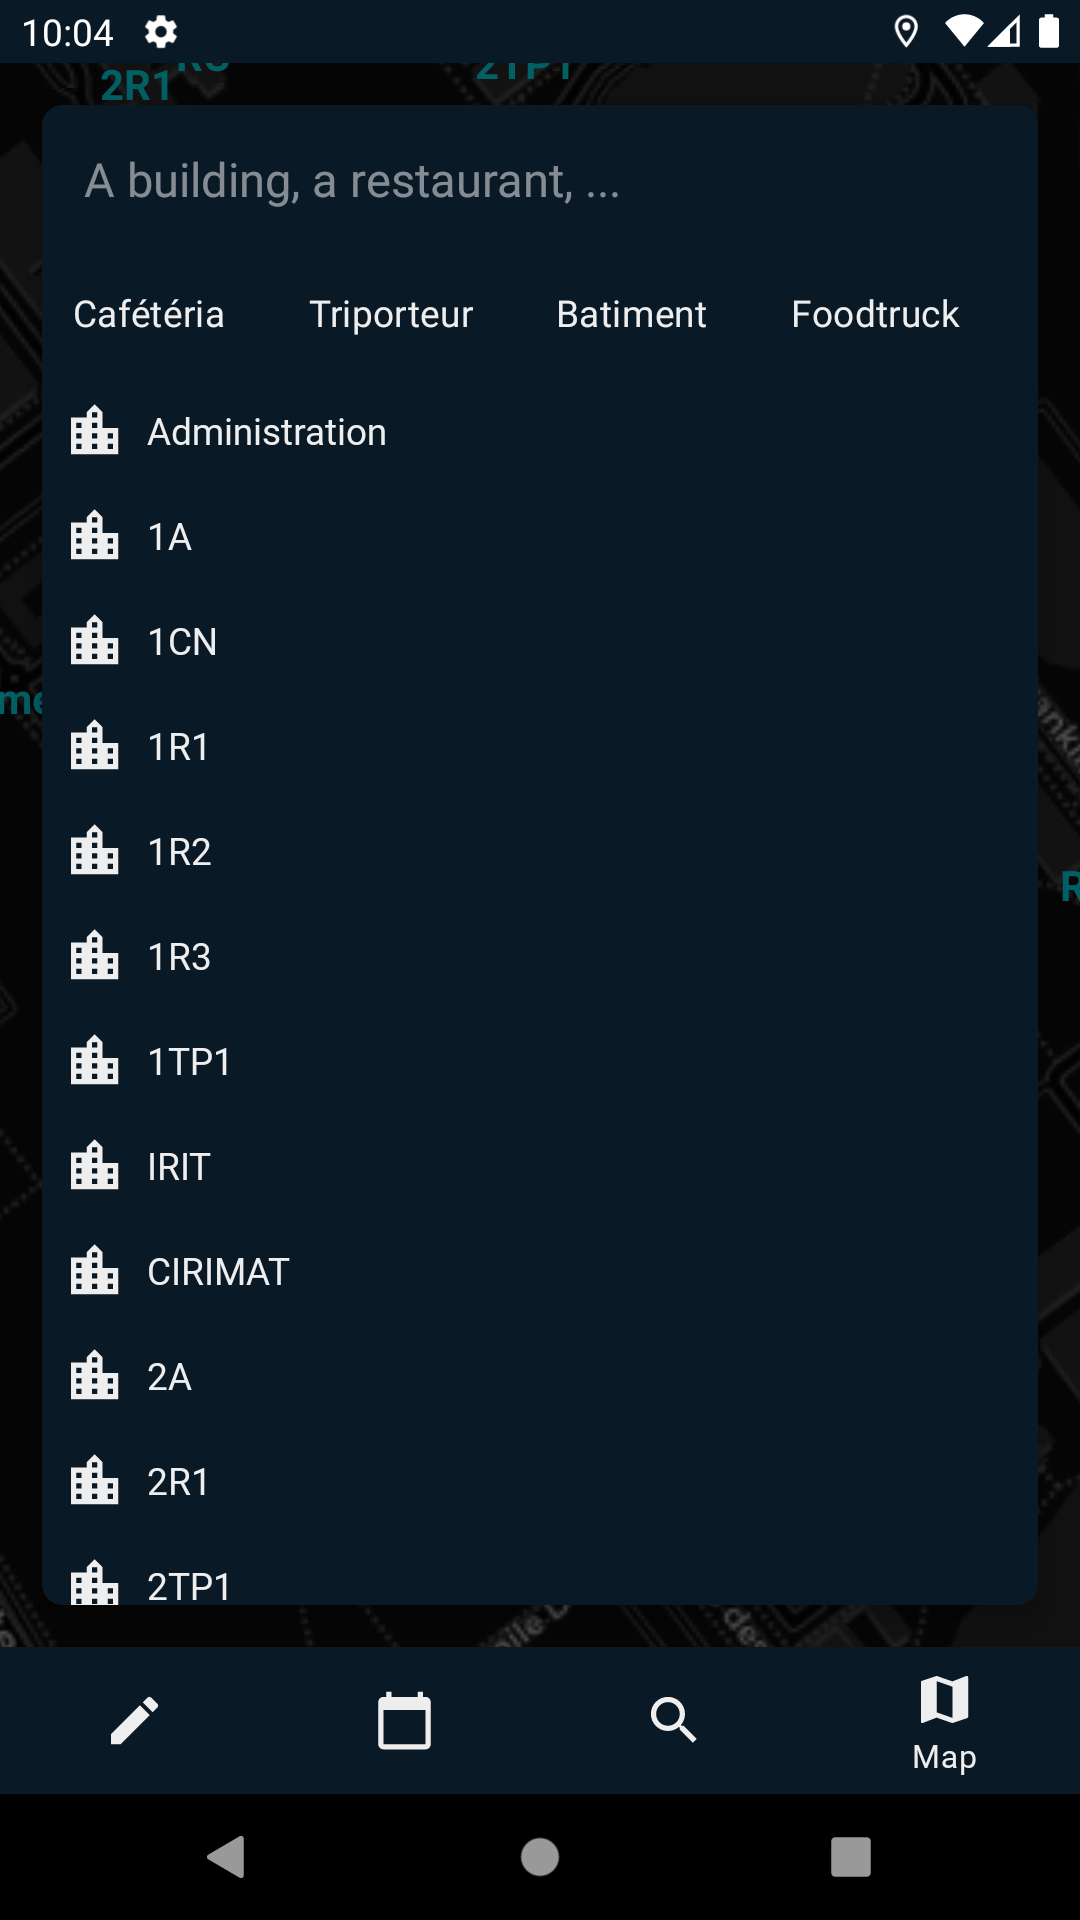 10:04
2R1
2TP1
A building, a restaurant, ...
Cafétéria Triporteur Batiment Foodtruck
Administration
1A
1CN
1R1
1R2
1R3
1TP1
IRIT
CIRIMAT
2A
2R1
2TP1
Map